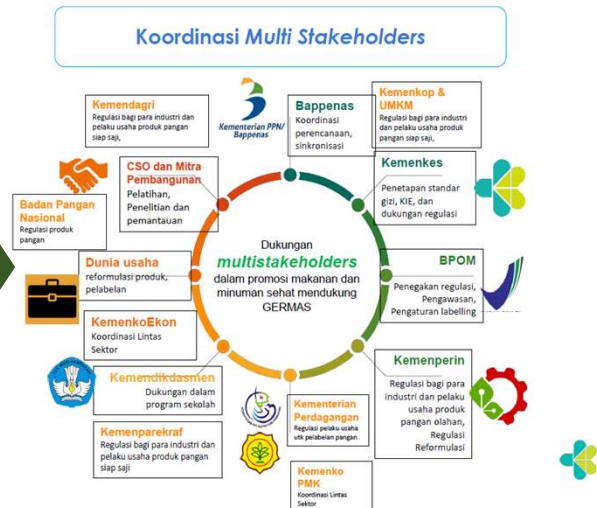 Koordinasi Multi Stakeholders
Kemendagri
Regulasi bagi para industri dan
pelaku usaha produk pangan
siap saji,
Kementerian PPN/
Bappenas
Bappenas
Koordinasi
perencanaan,
sinkronisasi
Kemenkop &
UMKM
Regulasi bagi para industri
dan pelaku usaha produk
pangan siap saji,
CSO dan Mitra
Pembangunan
Pelatihan,
Penelitian dan
pemantauan
Kemenkes
Penetapan standar
gizi, KIE, dan
dukungan regulasi
Badan Pangan
Nasional
Regulasi produk
pangan
Dunia usaha
reformulasi produk,
pelabelan
Dukungan
multistakeholders
dalam promosi makanan dan
minuman sehat mendukung
GERMAS
BPOM
Penegakan regulasi,
Pengawasan,
Pengaturan labelling
KemenkoEkon
Koordinasi Lintas
Sektor
Kemendikdasmen
Dukungan dalam
program sekolah
Kemenperin
Regulasi bagi para
industri dan pelaku
usaha produk
pangan olahan,
Regulasi
Reformulasi
Kementerian
Perdagangan
Regulasi pelaku usaha
utk pelabelan pangan
Kemenparekraf
Regulasi bagi para industri dan
pelaku usaha produk pangan
siap saji
Kemenko
PMK
Koordinasi Lintas
Sektor